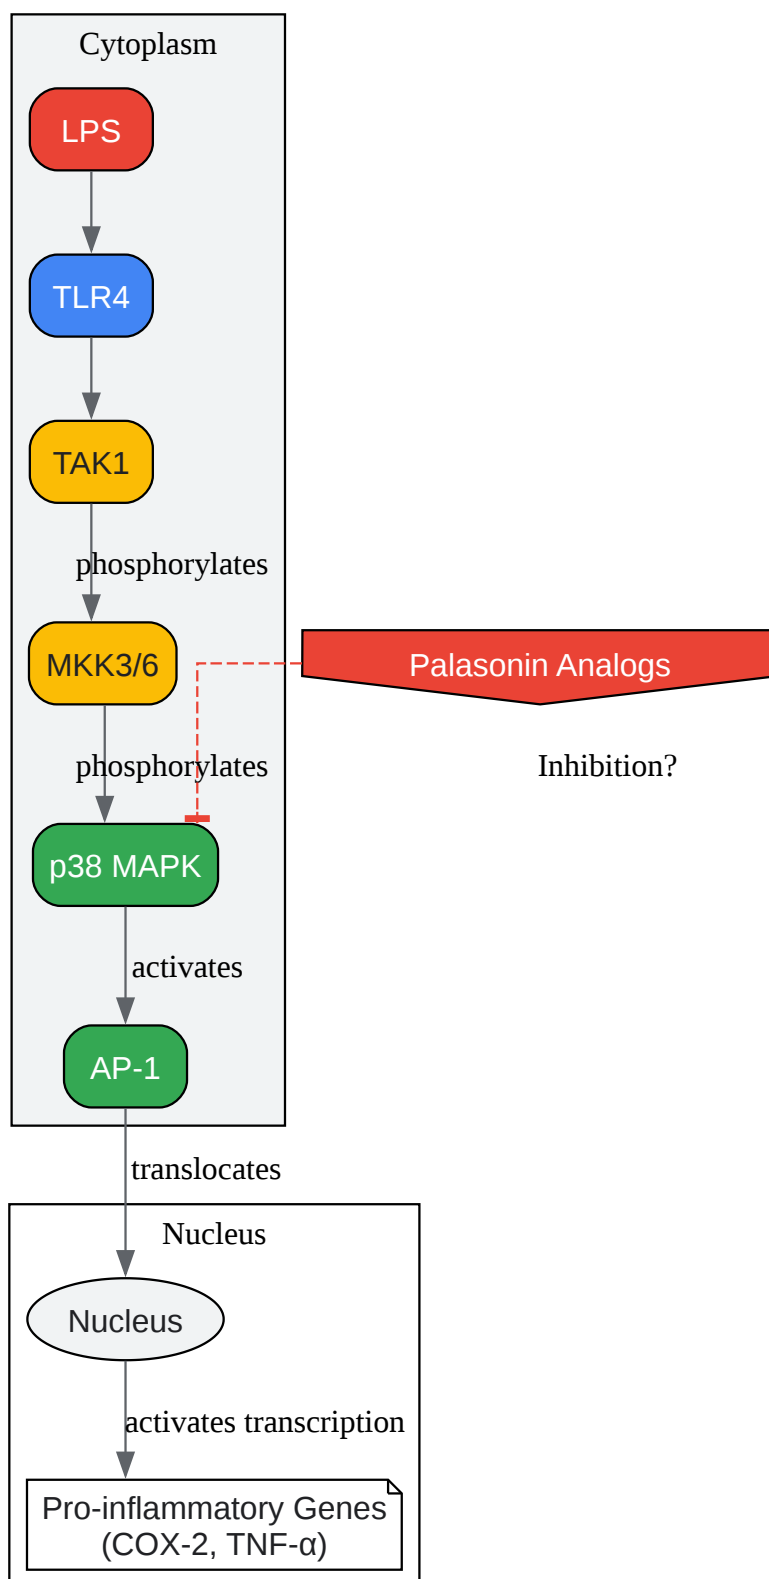 Cytoplasm
LPS
TLR4
TAK1
phosphorylates
MKK3/6
Palasonin Analogs
phosphorylates
Inhibition?
p38 MAPK
activates
AP-1
translocates
Nucleus
Nucleus
activates transcription
Pro-inflammatory Genes
(COX-2, TNF-α)